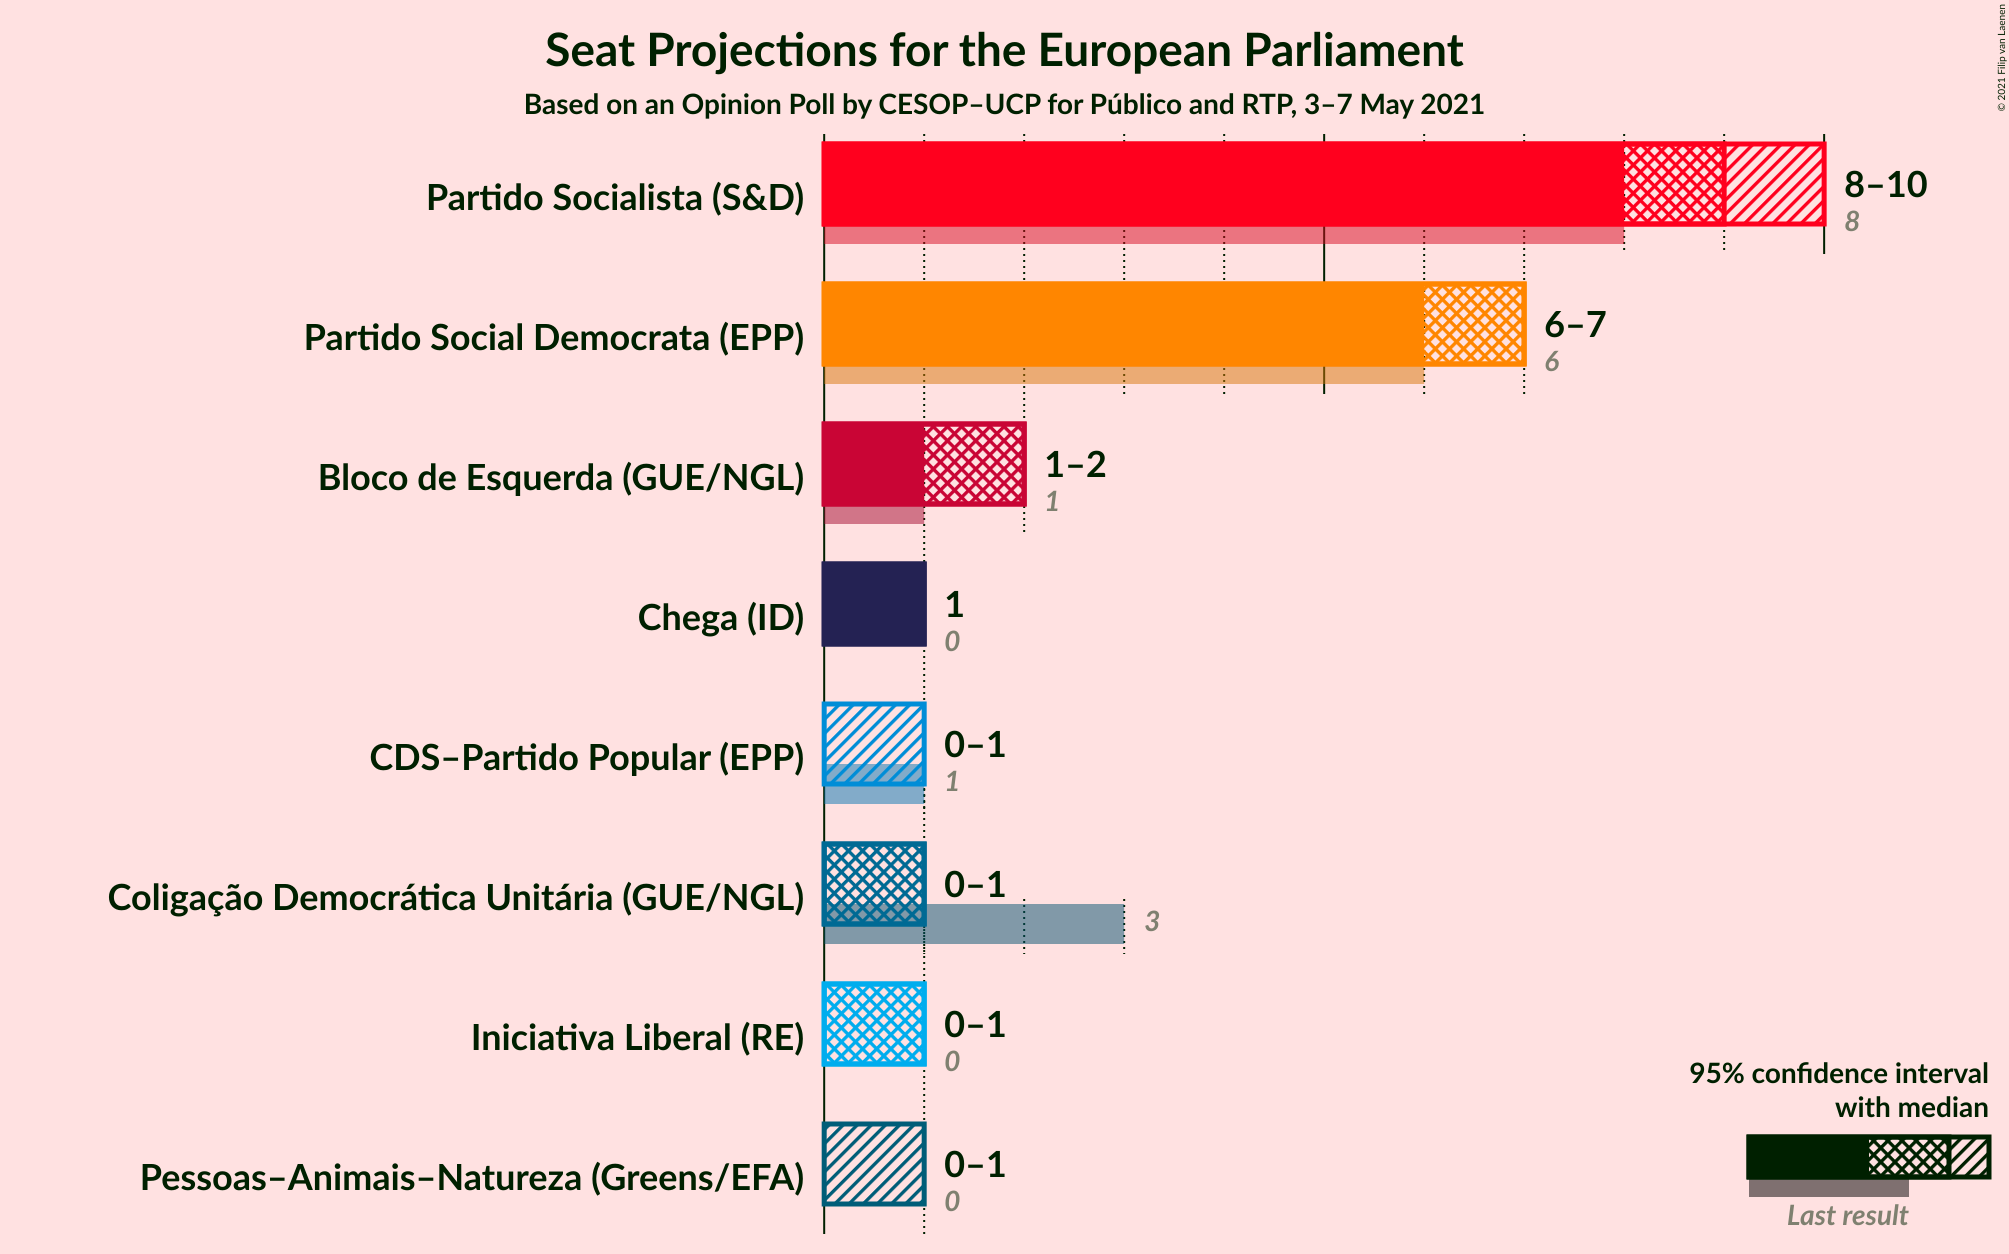 Seat Projections for the European Parliament
Based on an Opinion Poll by CESOP–UCP for Público and RTP, 3–7 May 2021
© 2021 Filip van Laenen
Partido Socialista (S&D)
8–10
8
Partido Social Democrata (EPP)
6–7
6
Bloco de Esquerda (GUE/NGL)
1–2
1
Chega (ID)
1
0
CDS–Partido Popular (EPP)
0–1
1
Coligação Democrática Unitária (GUE/NGL)
0–1
3
Iniciativa Liberal (RE)
0–1
0
Pessoas–Animais–Natureza (Greens/EFA)
0–1
0
95% confidence interval
with median
Last result